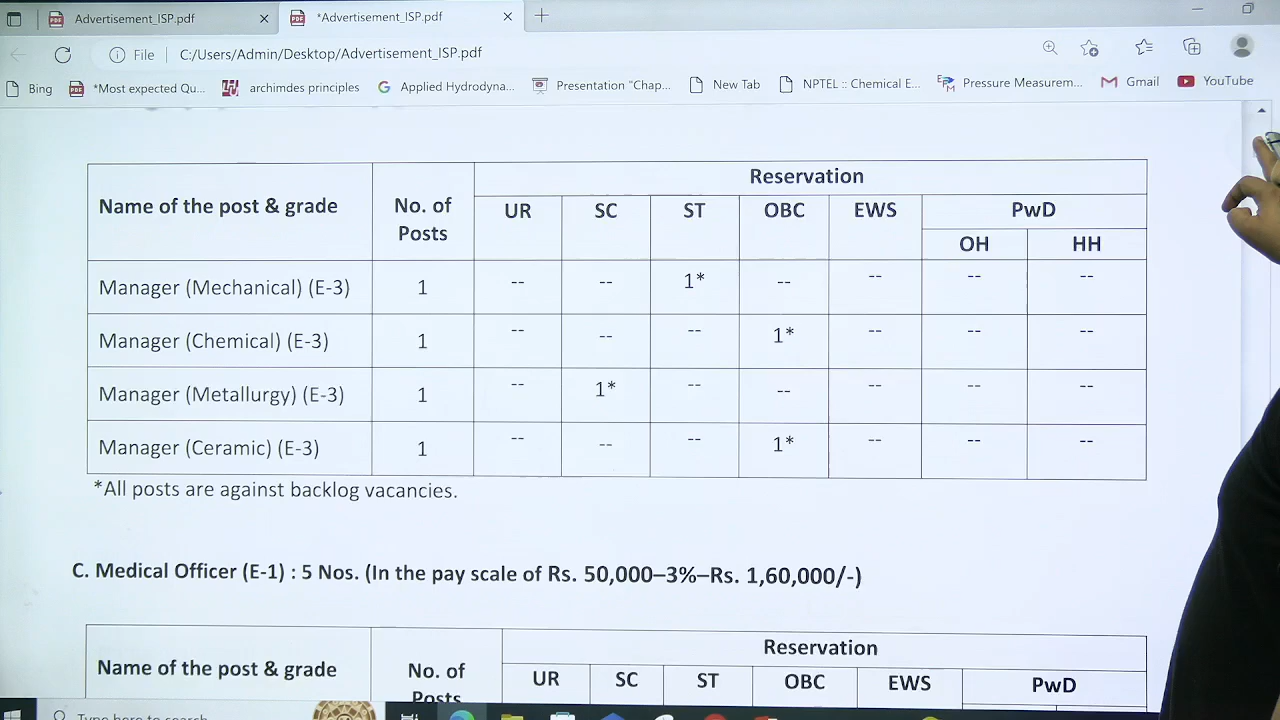 Advertisement_ISP.pdf
*Advertisement_ISP.pdf
File C:/Users/Admin/Desktop/Advertisement_ISP.pdf
Bing *Most expected Qu... archimdes principles Applied Hydrodyna... Presentation "Chap... New Tab NPTEL :: Chemical E... Pressure Measurem... Gmail YouTube
Name of the post & grade No. of Posts Reservation
UR SC ST OBC EWS PwD
OH HH
Manager (Mechanical) (E-3) 1 -- -- 1* -- -- -- --
Manager (Chemical) (E-3) 1 -- -- -- 1* -- -- --
Manager (Metallurgy) (E-3) 1 -- 1* -- -- -- -- --
Manager (Ceramic) (E-3) 1 -- -- -- 1* -- -- --
*All posts are against backlog vacancies.
C. Medical Officer (E-1) : 5 Nos. (In the pay scale of Rs. 50,000–3%–Rs. 1,60,000/-)
Name of the post & grade No. of Posts Reservation
UR SC ST OBC EWS PwD
Type here to search